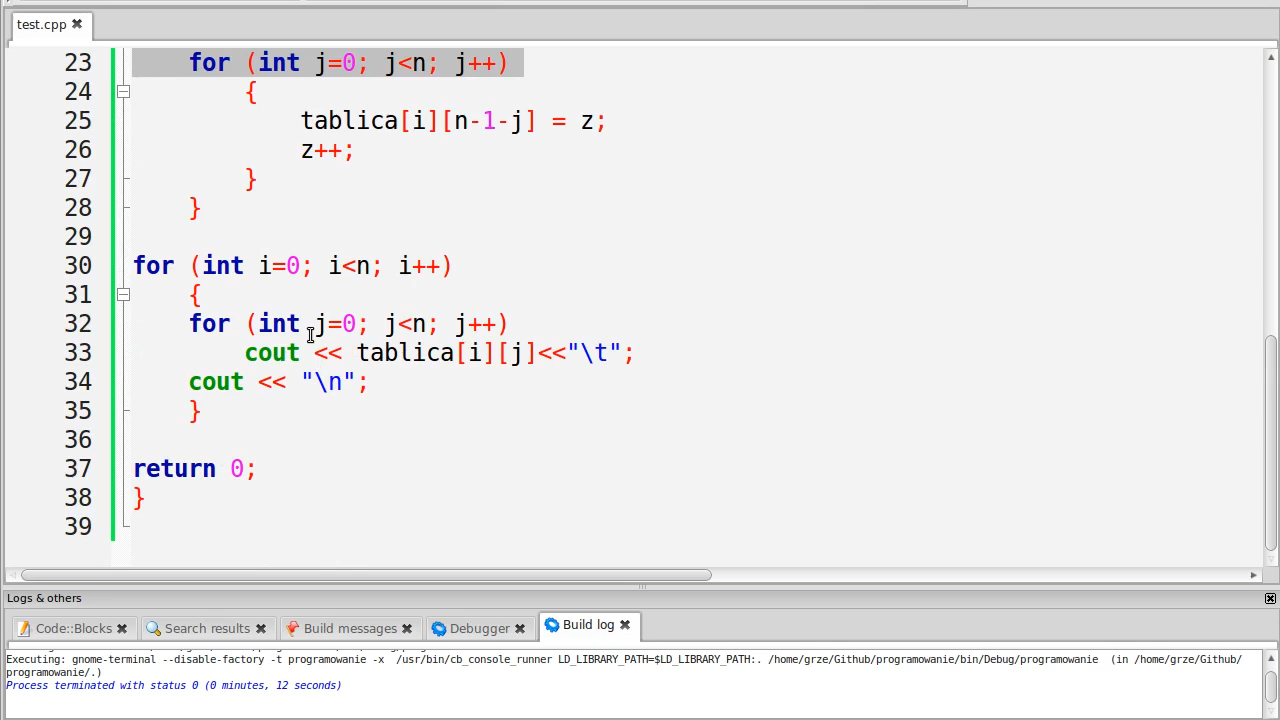 test.cpp
23 for (int j=0; j<n; j++)
24 {
25 tablica[i][n-1-j] = z;
26 z++;
27 }
28 }
29
30 for (int i=0; i<n; i++)
31 {
32 for (int j=0; j<n; j++)
33 cout << tablica[i][j]<<"\t";
34 cout << "\n";
35 }
36
37 return 0;
38 }
39
Logs & others
Code::Blocks Search results Build messages Debugger Build log
Executing: gnome-terminal --disable-factory -t programowanie -x /usr/bin/cb_console_runner LD_LIBRARY_PATH=$LD_LIBRARY_PATH:. /home/grze/Github/programowanie/bin/Debug/programowanie (in /home/grze/Github/
programowanie/.)
Process terminated with status 0 (0 minutes, 12 seconds)